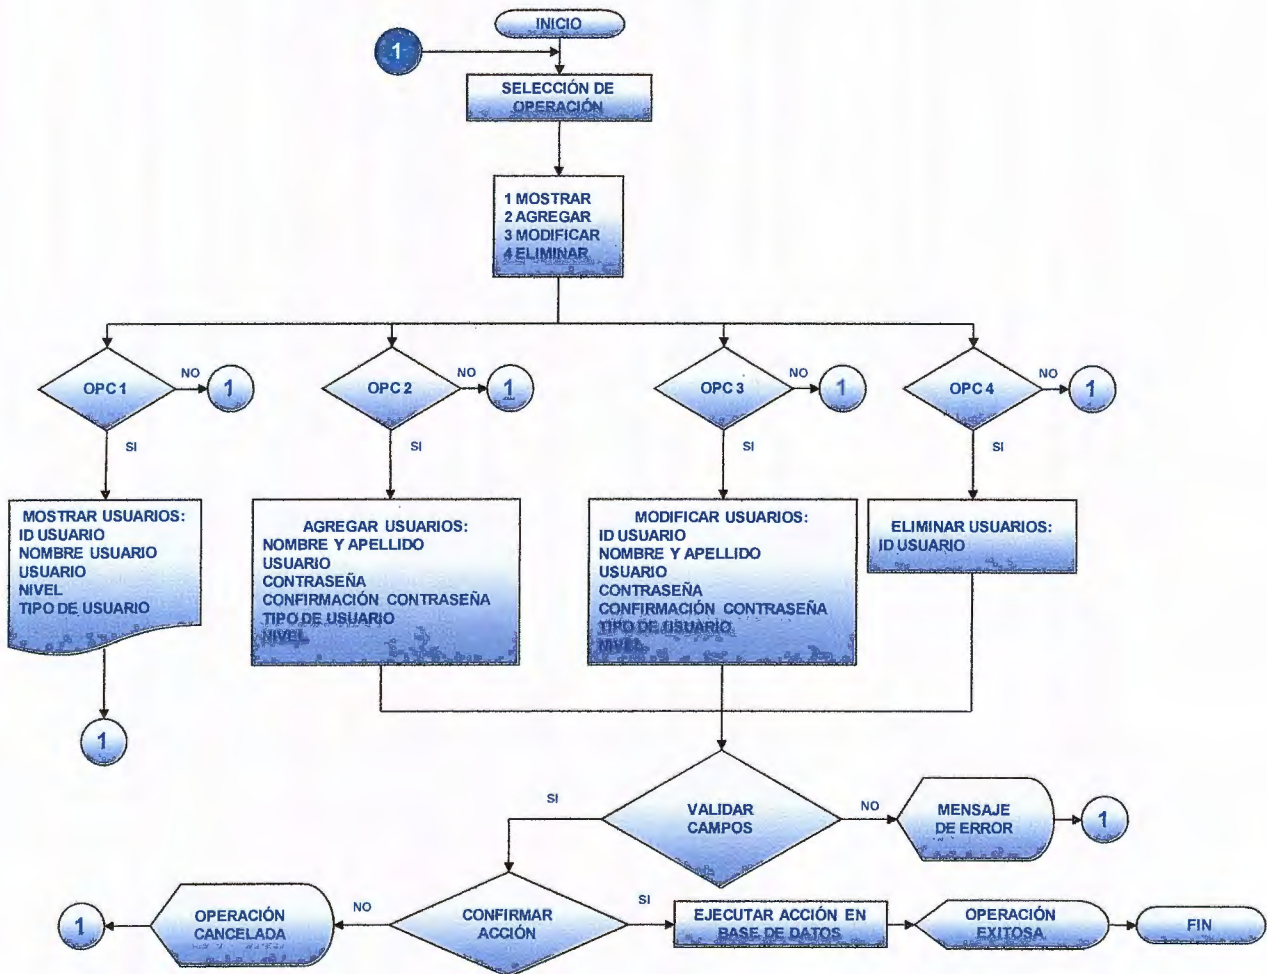 INICIO
1
SELECCIÓN DE
OPERACIÓN
1 MOSTRAR
2 AGREGAR
3 MODIFICAR
4 ELIMINAR
OPC 1
NO
1
SI
OPC 2
NO
1
SI
OPC 3
NO
1
SI
OPC 4
NO
1
SI
MOSTRAR USUARIOS:
ID USUARIO
NOMBRE USUARIO
USUARIO
NIVEL
TIPO DE USUARIO
1
AGREGAR USUARIOS:
NOMBRE Y APELLIDO
USUARIO
CONTRASEÑA
CONFIRMACIÓN CONTRASEÑA
TIPO DE USUARIO
NIVEL
MODIFICAR USUARIOS:
ID USUARIO
NOMBRE Y APELLIDO
USUARIO
CONTRASEÑA
CONFIRMACIÓN CONTRASEÑA
TIPO DE USUARIO
NIVEL
ELIMINAR USUARIOS:
ID USUARIO
VALIDAR
CAMPOS
NO
MENSAJE
DE ERROR
1
SI
CONFIRMAR
ACCIÓN
NO
OPERACIÓN
CANCELADA
1
SI
EJECUTAR ACCIÓN EN
BASE DE DATOS
OPERACIÓN
EXITOSA
FIN